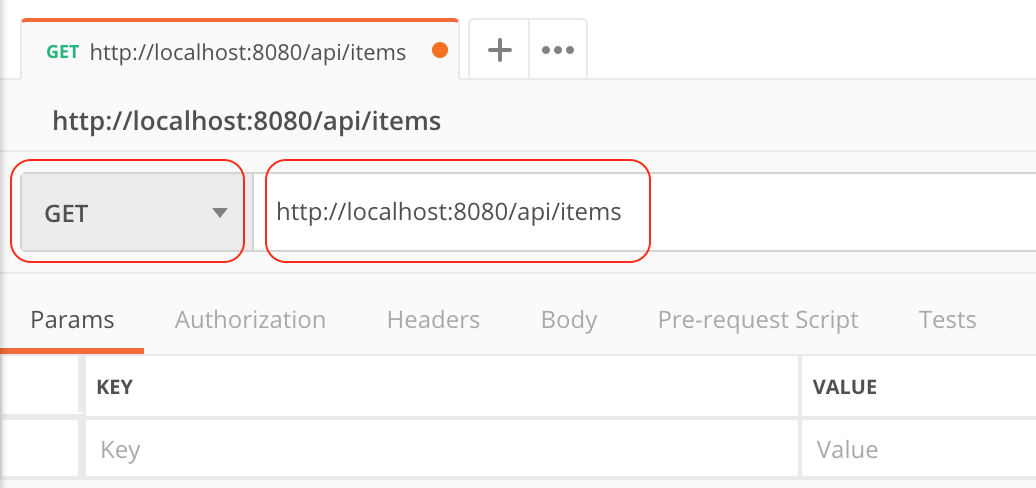 GET http://localhost:8080/api/items
http://localhost:8080/api/items
GET http://localhost:8080/api/items
Params Authorization Headers Body Pre-request Script Tests
KEY VALUE
Key Value